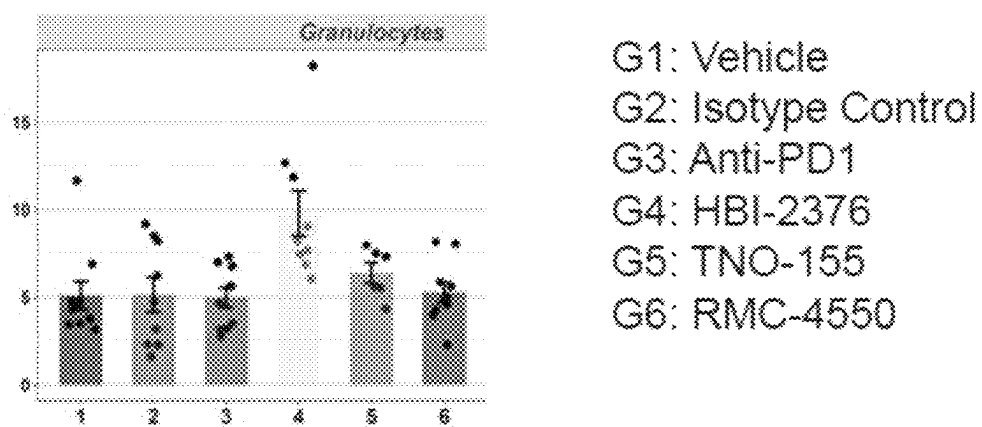 Granulocytes
15
10
5
0
1 2 3 4 5 6
G1: Vehicle
G2: Isotype Control
G3: Anti-PD1
G4: HBI-2376
G5: TNO-155
G6: RMC-4550